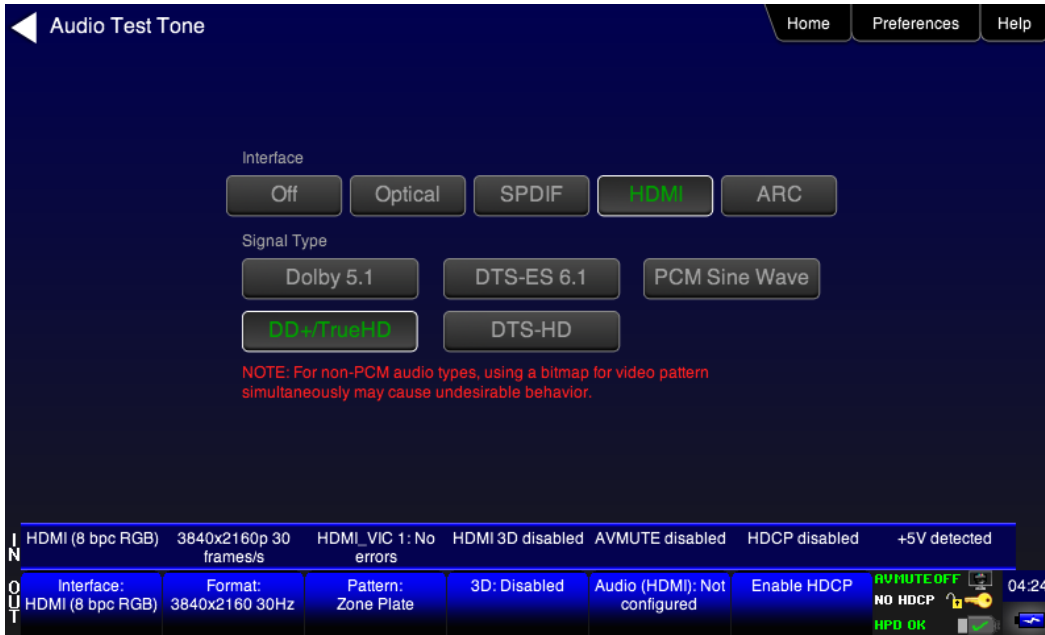 Audio Test Tone
Home
Preferences
Help
Interface
Off
Optical
SPDIF
HDMI
ARC
Signal Type
Dolby 5.1
DTS-ES 6.1
PCM Sine Wave
DD+/TrueHD
DTS-HD
NOTE: For non-PCM audio types, using a bitmap for video pattern
simultaneously may cause undesirable behavior.
IN
HDMI (8 bpc RGB)
3840x2160p 30
frames/s
HDMI_VIC 1: No
errors
HDMI 3D disabled
AVMUTE disabled
HDCP disabled
+5V detected
OUT
Interface:
HDMI (8 bpc RGB)
Format:
3840x2160 30Hz
Pattern:
Zone Plate
3D: Disabled
Audio (HDMI): Not
configured
Enable HDCP
AVMUTEOFF
NO HDCP
HPD OK
04:24